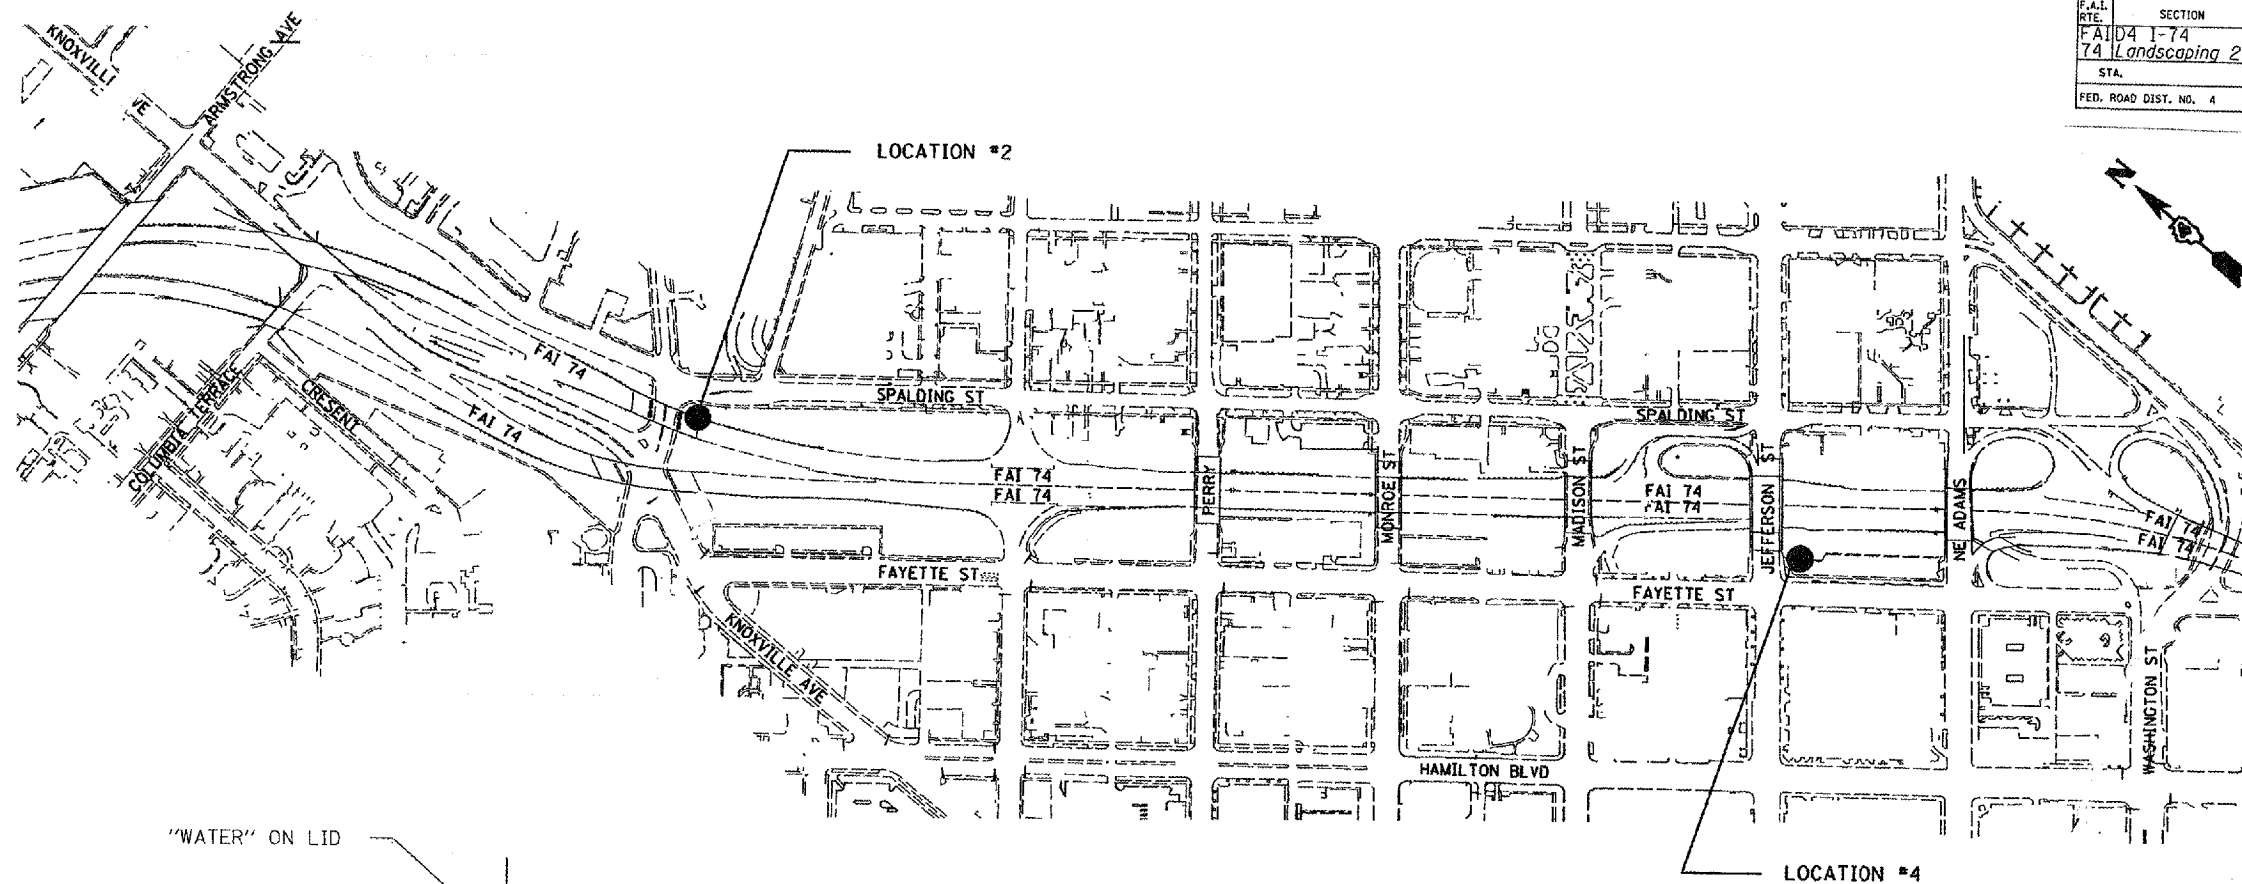 F.A.I. RTE. SECTION
FAI 74 D4 I-74 Landscaping 2
STA.
FED. ROAD DIST. NO. 4
KNOXVILL VE
ARMSTRONG AVE
LOCATION #2
N
FAI 74
FAI 74
COLUMBIA TERRACE
CRESENT
SPALDING ST
SPALDING ST
FAI 74
FAI 74
PERRY
MONROE ST
MADISON ST
FAI 74
FAI 74
JEFFERSON ST
NE ADAMS
FAI 74
FAI 74
FAYETTE ST
FAYETTE ST
KNOXVILLE AVE
WASHINGTON ST
HAMILTON BLVD
"WATER" ON LID
LOCATION #4